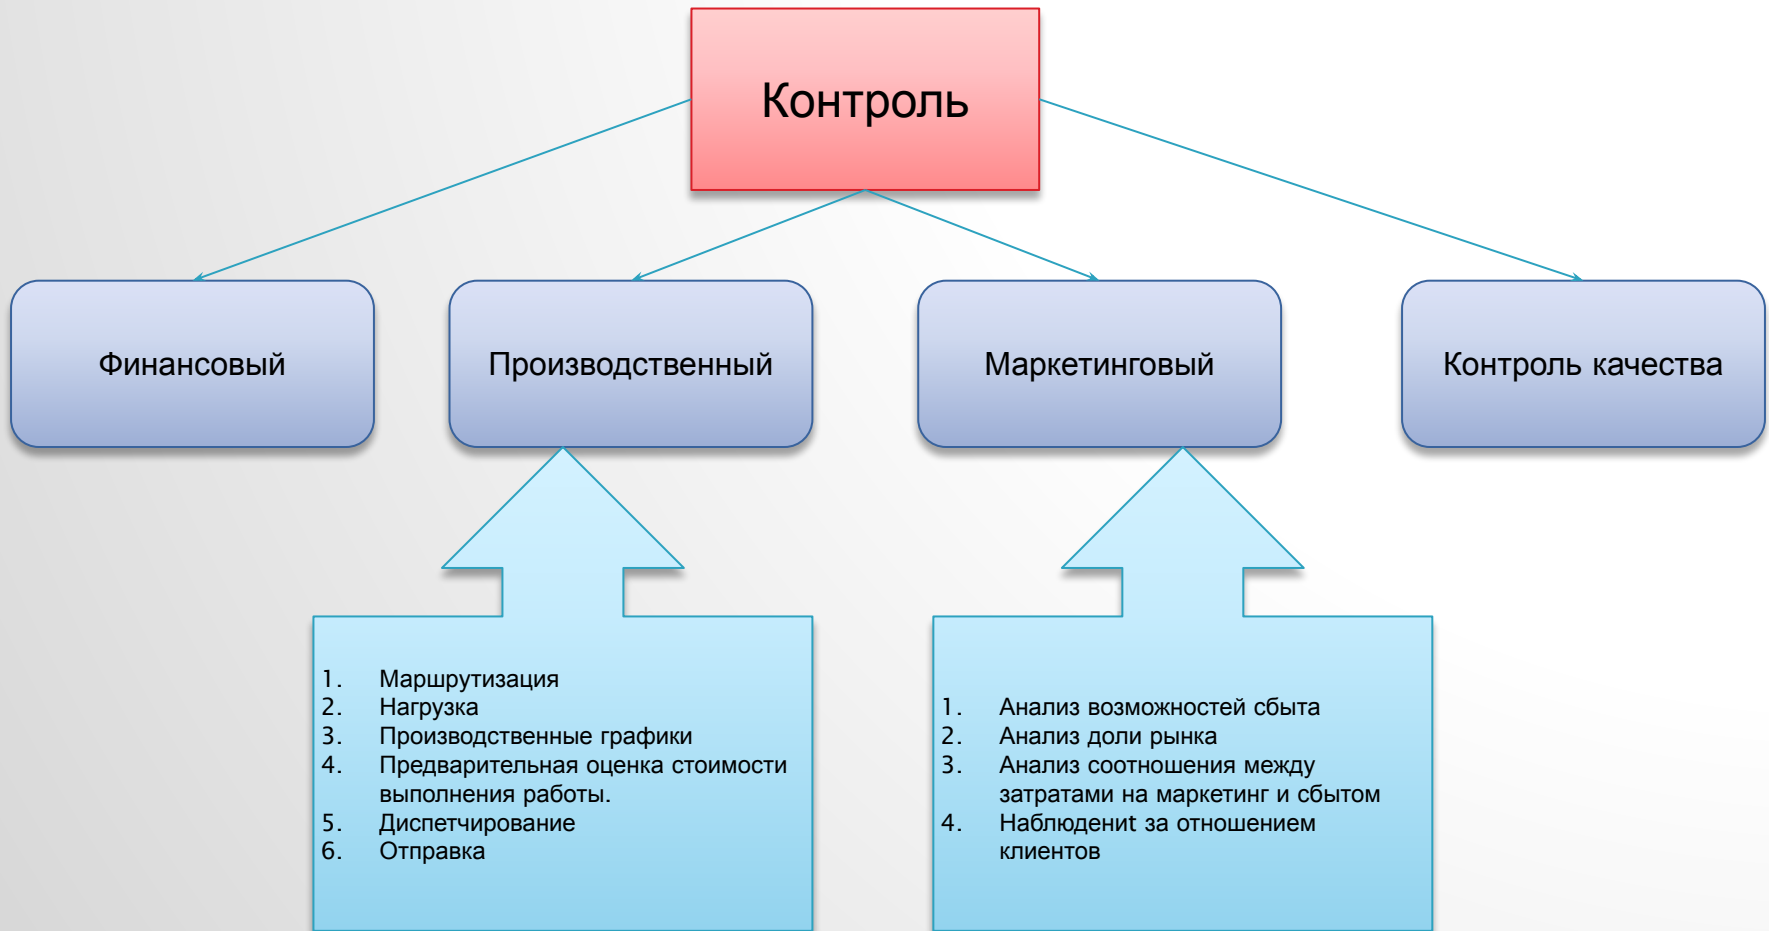 Контроль
Финансовый
Производственный
Маркетинговый
Контроль качества
1. Маршрутизация
2. Нагрузка
3. Производственные графики
4. Предварительная оценка стоимости
выполнения работы.
5. Диспетчирование
6. Отправка
1. Анализ возможностей сбыта
2. Анализ доли рынка
3. Анализ соотношения между
затратами на маркетинг и сбытом
4. Наблюдениt за отношением
клиентов